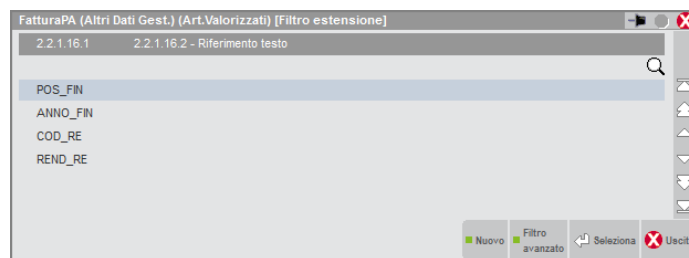 FatturaPA (Altri Dati Gest.) (Art.Valorizzati) [Filtro estensione]
2.2.1.16.1 2.2.1.16.2 - Riferimento testo
POS_FIN
ANNO_FIN
COD_RE
REND_RE
Nuovo Filtro avanzato Seleziona Uscit